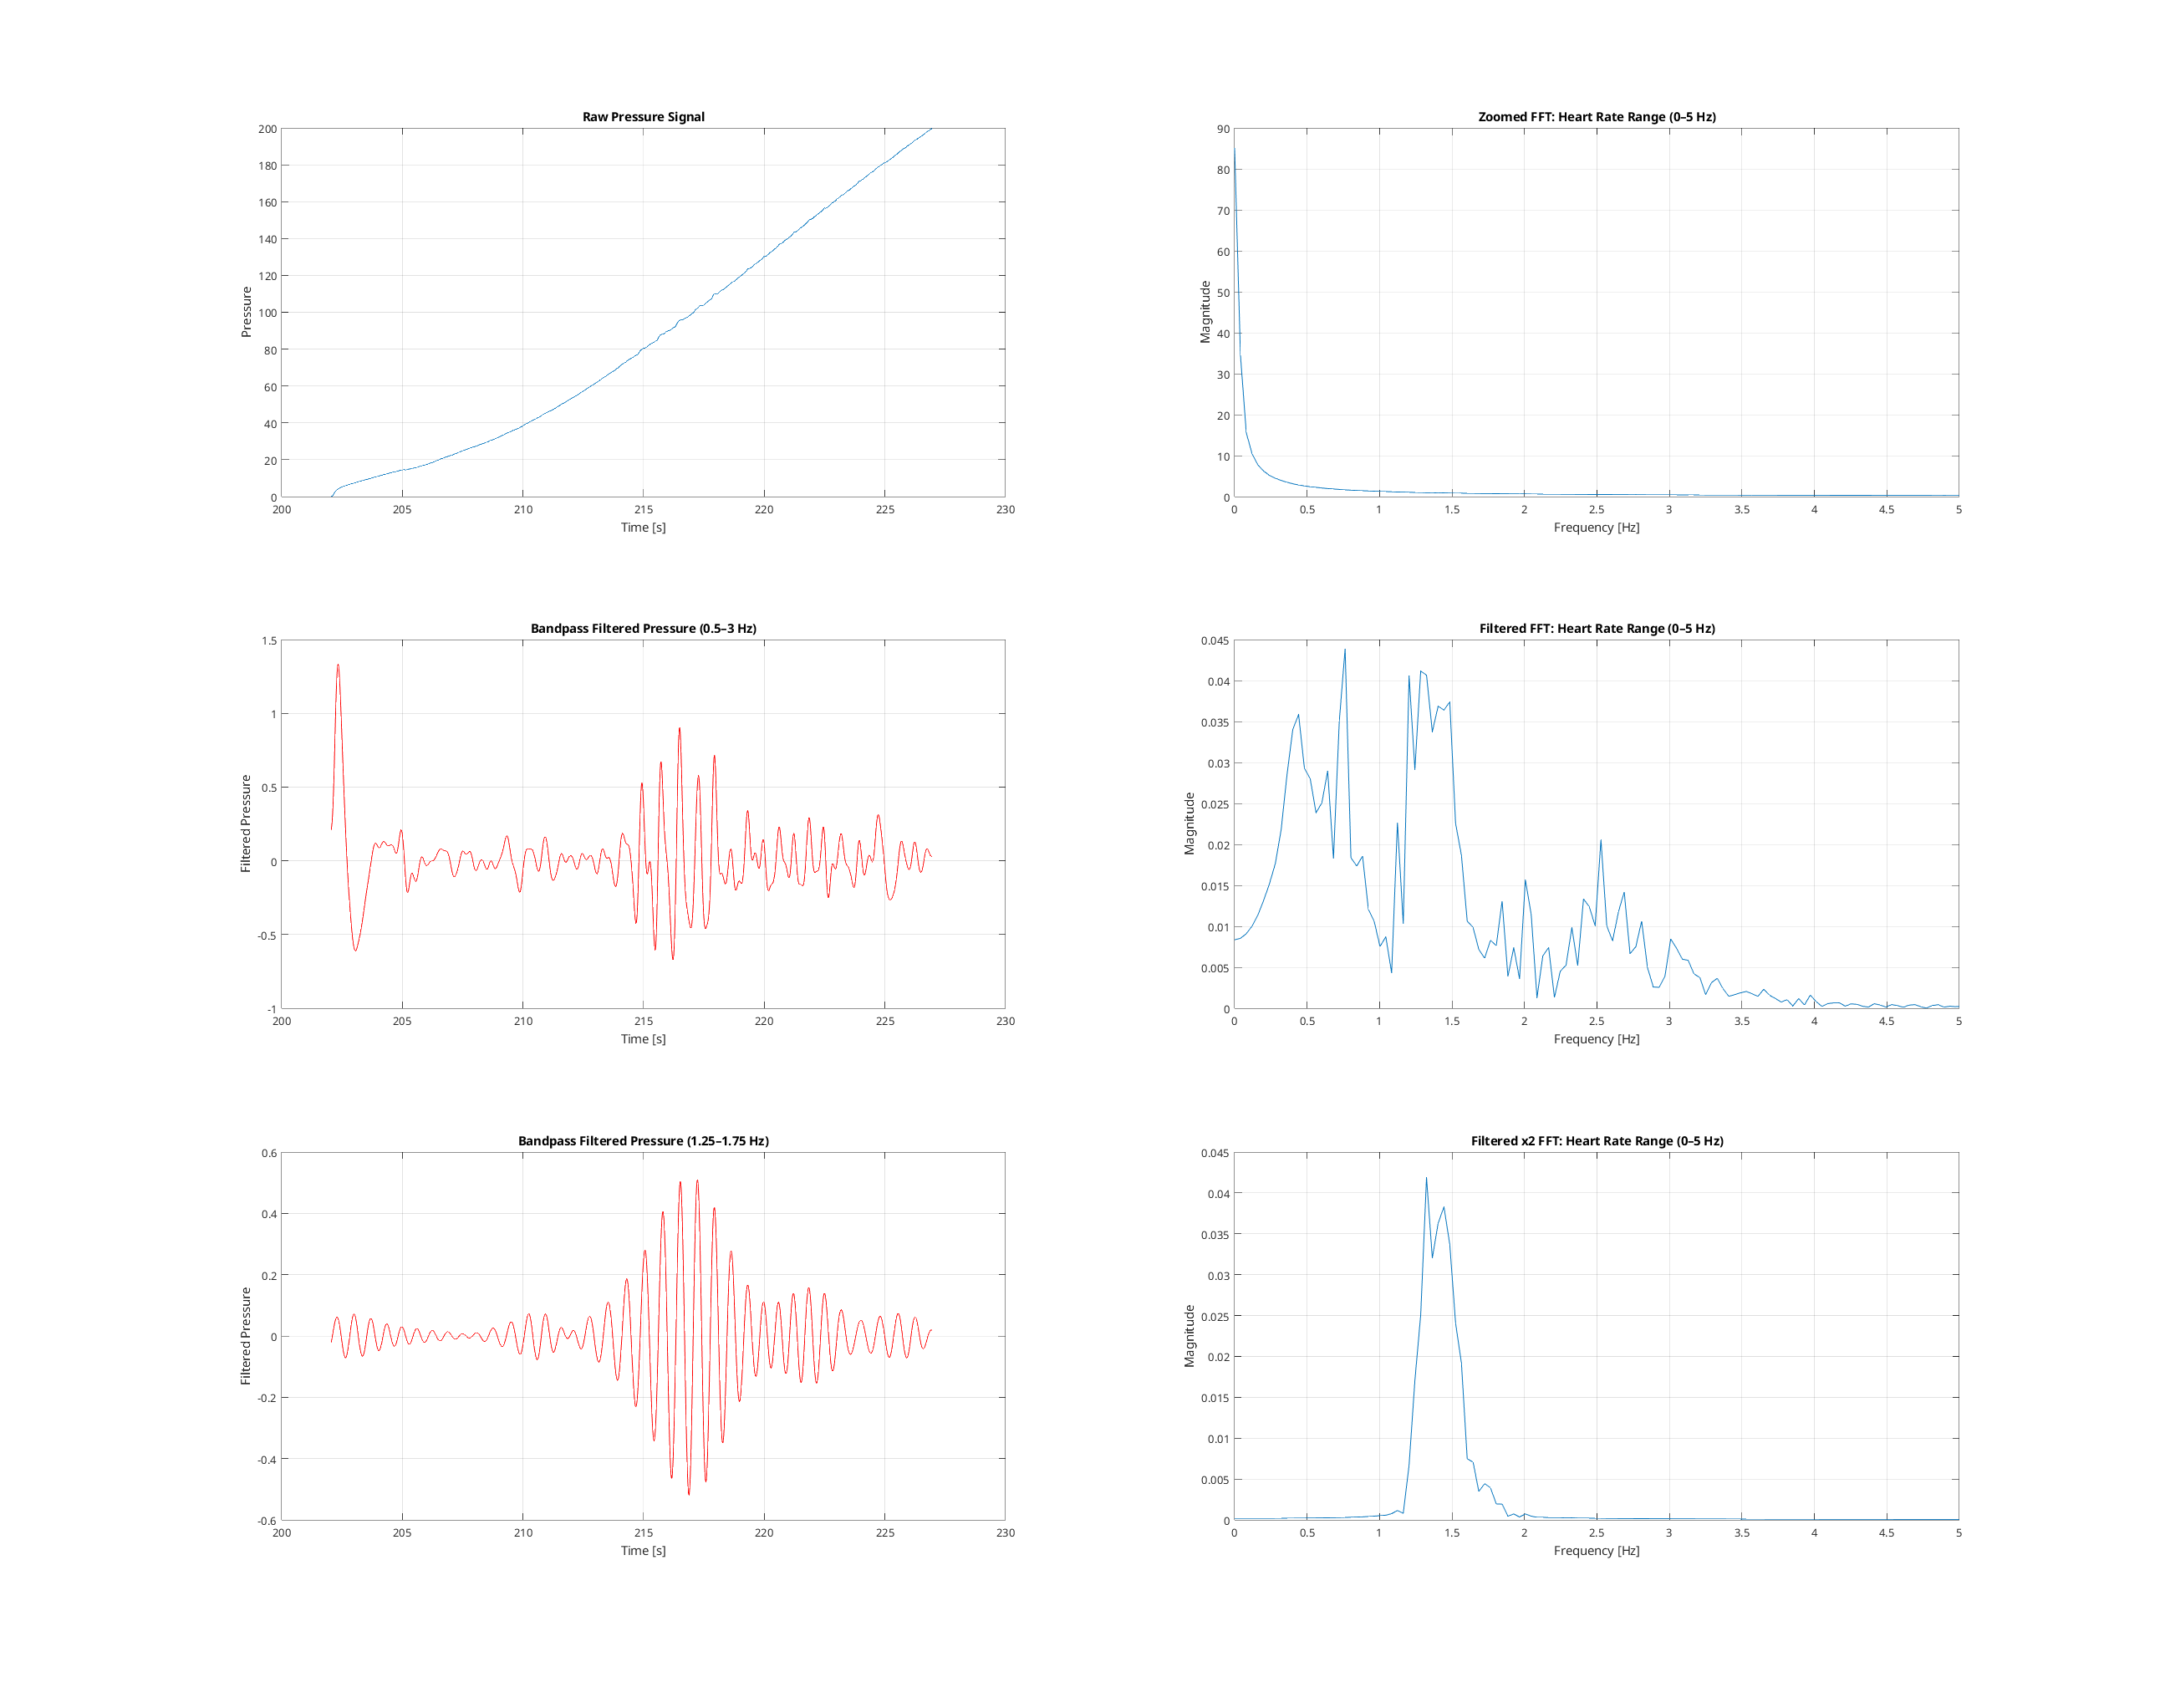 Raw Pressure Signal
200
180
160
140
120
100
80
60
40
20
0
Pressure
200 205 210 215 220 225 230
Time [s]
Zoomed FFT: Heart Rate Range (0–5 Hz)
90
80
70
60
50
40
30
20
10
0
Magnitude
0 0.5 1 1.5 2 2.5 3 3.5 4 4.5 5
Frequency [Hz]
Bandpass Filtered Pressure (0.5–3 Hz)
1.5
1
0.5
0
-0.5
-1
Filtered Pressure
200 205 210 215 220 225 230
Time [s]
Filtered FFT: Heart Rate Range (0–5 Hz)
0.045
0.04
0.035
0.03
0.025
0.02
0.015
0.01
0.005
0
Magnitude
0 0.5 1 1.5 2 2.5 3 3.5 4 4.5 5
Frequency [Hz]
Bandpass Filtered Pressure (1.25–1.75 Hz)
0.6
0.4
0.2
0
-0.2
-0.4
-0.6
Filtered Pressure
200 205 210 215 220 225 230
Time [s]
Filtered x2 FFT: Heart Rate Range (0–5 Hz)
0.045
0.04
0.035
0.03
0.025
0.02
0.015
0.01
0.005
0
Magnitude
0 0.5 1 1.5 2 2.5 3 3.5 4 4.5 5
Frequency [Hz]